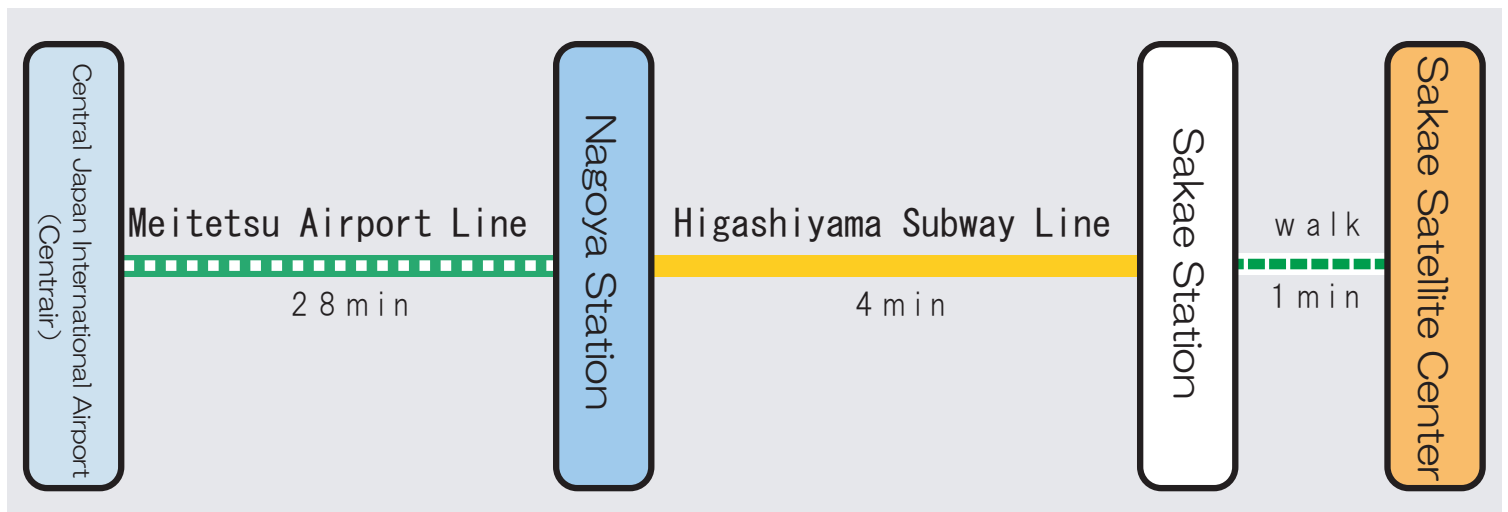 Central Japan International Airport
(Centrair)
Meitetsu Airport Line
28min
Nagoya Station
Higashiyama Subway Line
4min
Sakae Station
walk
1min
Sakae Satellite Center